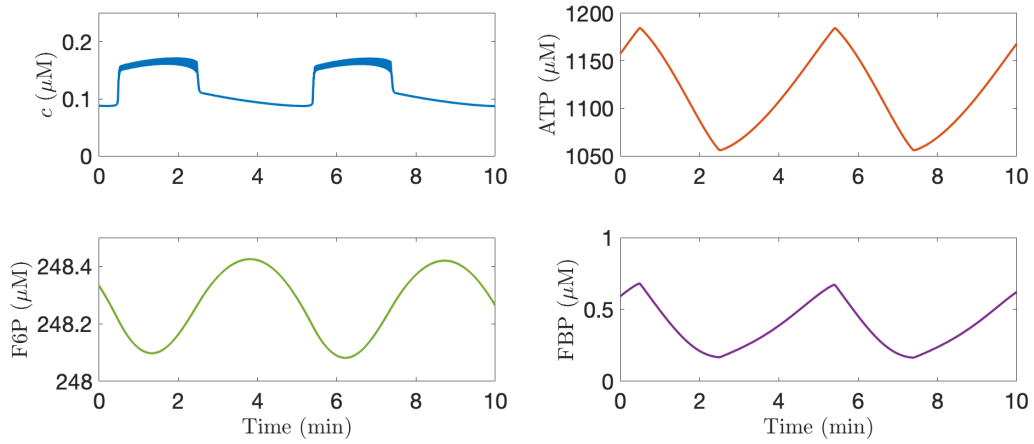 0.2
0.1
0
c (μM)
0 2 4 6 8 10
1200
1150
1100
1050
ATP (μM)
0 2 4 6 8 10
248.4
248.2
248
F6P (μM)
0 2 4 6 8 10
Time (min)
1
0.5
0
FBP (μM)
0 2 4 6 8 10
Time (min)